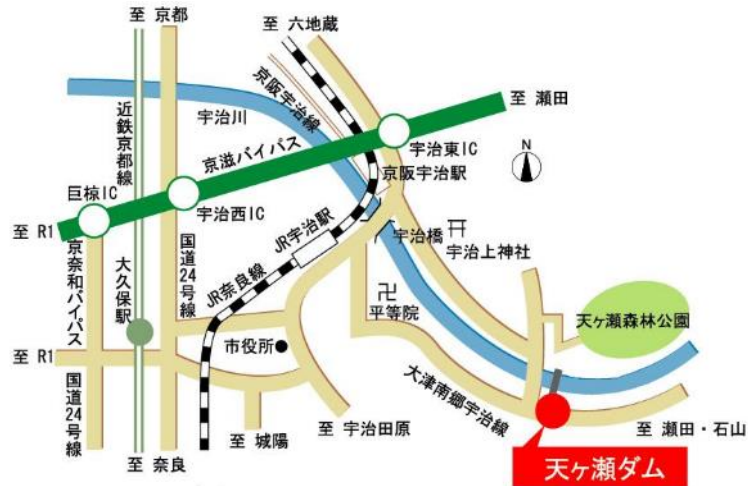 至 京都
至 六地蔵
近鉄京都線
宇治川
京阪宇治線
至 瀬田
京滋バイパス
宇治東IC
N
京阪宇治駅
巨椋IC
宇治西IC
至 R1
JR宇治駅
宇治橋
宇治上神社
京奈和バイパス
大久保駅
国道24号線
JR奈良線
平等院
天ヶ瀬森林公園
市役所
至 R1
大津南郷宇治線
国道24号線
至 城陽
至 宇治田原
至 瀬田・石山
至 奈良
天ヶ瀬ダム